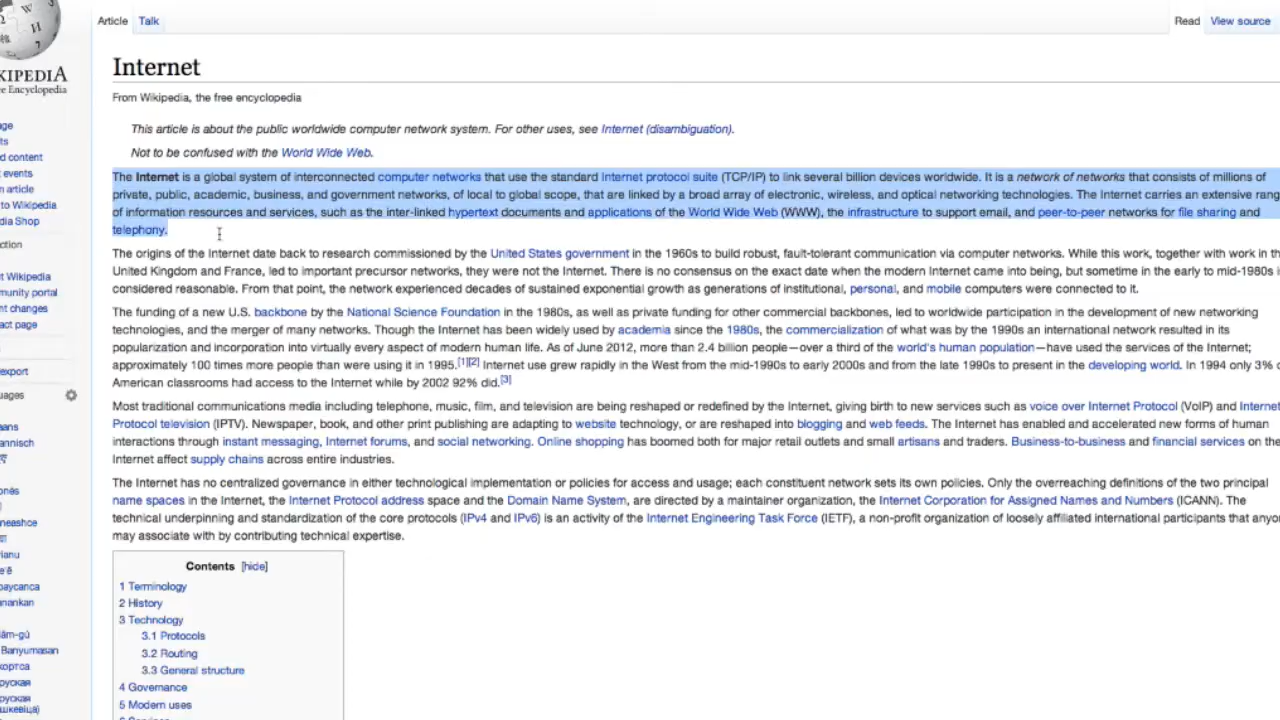 Article Talk
Read View source
Internet
From Wikipedia, the free encyclopedia
This article is about the public worldwide computer network system. For other uses, see Internet (disambiguation).
Not to be confused with the World Wide Web.
The Internet is a global system of interconnected computer networks that use the standard Internet protocol suite (TCP/IP) to link several billion devices worldwide. It is a network of networks that consists of millions of
private, public, academic, business, and government networks, of local to global scope, that are linked by a broad array of electronic, wireless, and optical networking technologies. The Internet carries an extensive rang
of information resources and services, such as the inter-linked hypertext documents and applications of the World Wide Web (WWW), the infrastructure to support email, and peer-to-peer networks for file sharing and
telephony.
The origins of the Internet date back to research commissioned by the United States government in the 1960s to build robust, fault-tolerant communication via computer networks. While this work, together with work in th
United Kingdom and France, led to important precursor networks, they were not the Internet. There is no consensus on the exact date when the modern Internet came into being, but sometime in the early to mid-1980s i
considered reasonable. From that point, the network experienced decades of sustained exponential growth as generations of institutional, personal, and mobile computers were connected to it.
The funding of a new U.S. backbone by the National Science Foundation in the 1980s, as well as private funding for other commercial backbones, led to worldwide participation in the development of new networking
technologies, and the merger of many networks. Though the Internet has been widely used by academia since the 1980s, the commercialization of what was by the 1990s an international network resulted in its
popularization and incorporation into virtually every aspect of modern human life. As of June 2012, more than 2.4 billion people—over a third of the world's human population—have used the services of the Internet;
approximately 100 times more people than were using it in 1995.[1][2] Internet use grew rapidly in the West from the mid-1990s to early 2000s and from the late 1990s to present in the developing world. In 1994 only 3% o
American classrooms had access to the Internet while by 2002 92% did.[3]
Most traditional communications media including telephone, music, film, and television are being reshaped or redefined by the Internet, giving birth to new services such as voice over Internet Protocol (VoIP) and Internet
Protocol television (IPTV). Newspaper, book, and other print publishing are adapting to website technology, or are reshaped into blogging and web feeds. The Internet has enabled and accelerated new forms of human
interactions through instant messaging, Internet forums, and social networking. Online shopping has boomed both for major retail outlets and small artisans and traders. Business-to-business and financial services on the
Internet affect supply chains across entire industries.
The Internet has no centralized governance in either technological implementation or policies for access and usage; each constituent network sets its own policies. Only the overreaching definitions of the two principal
name spaces in the Internet, the Internet Protocol address space and the Domain Name System, are directed by a maintainer organization, the Internet Corporation for Assigned Names and Numbers (ICANN). The
technical underpinning and standardization of the core protocols (IPv4 and IPv6) is an activity of the Internet Engineering Task Force (IETF), a non-profit organization of loosely affiliated international participants that anyo
may associate with by contributing technical expertise.
Contents [hide]
1 Terminology
2 History
3 Technology
3.1 Protocols
3.2 Routing
3.3 General structure
4 Governance
5 Modern uses
KIPEDIA
e Encyclopedia
age
ts
d content
t events
m article
to Wikipedia
dia Shop
ction
t Wikipedia
munity portal
nt changes
act page
export
uages
aans
annisch